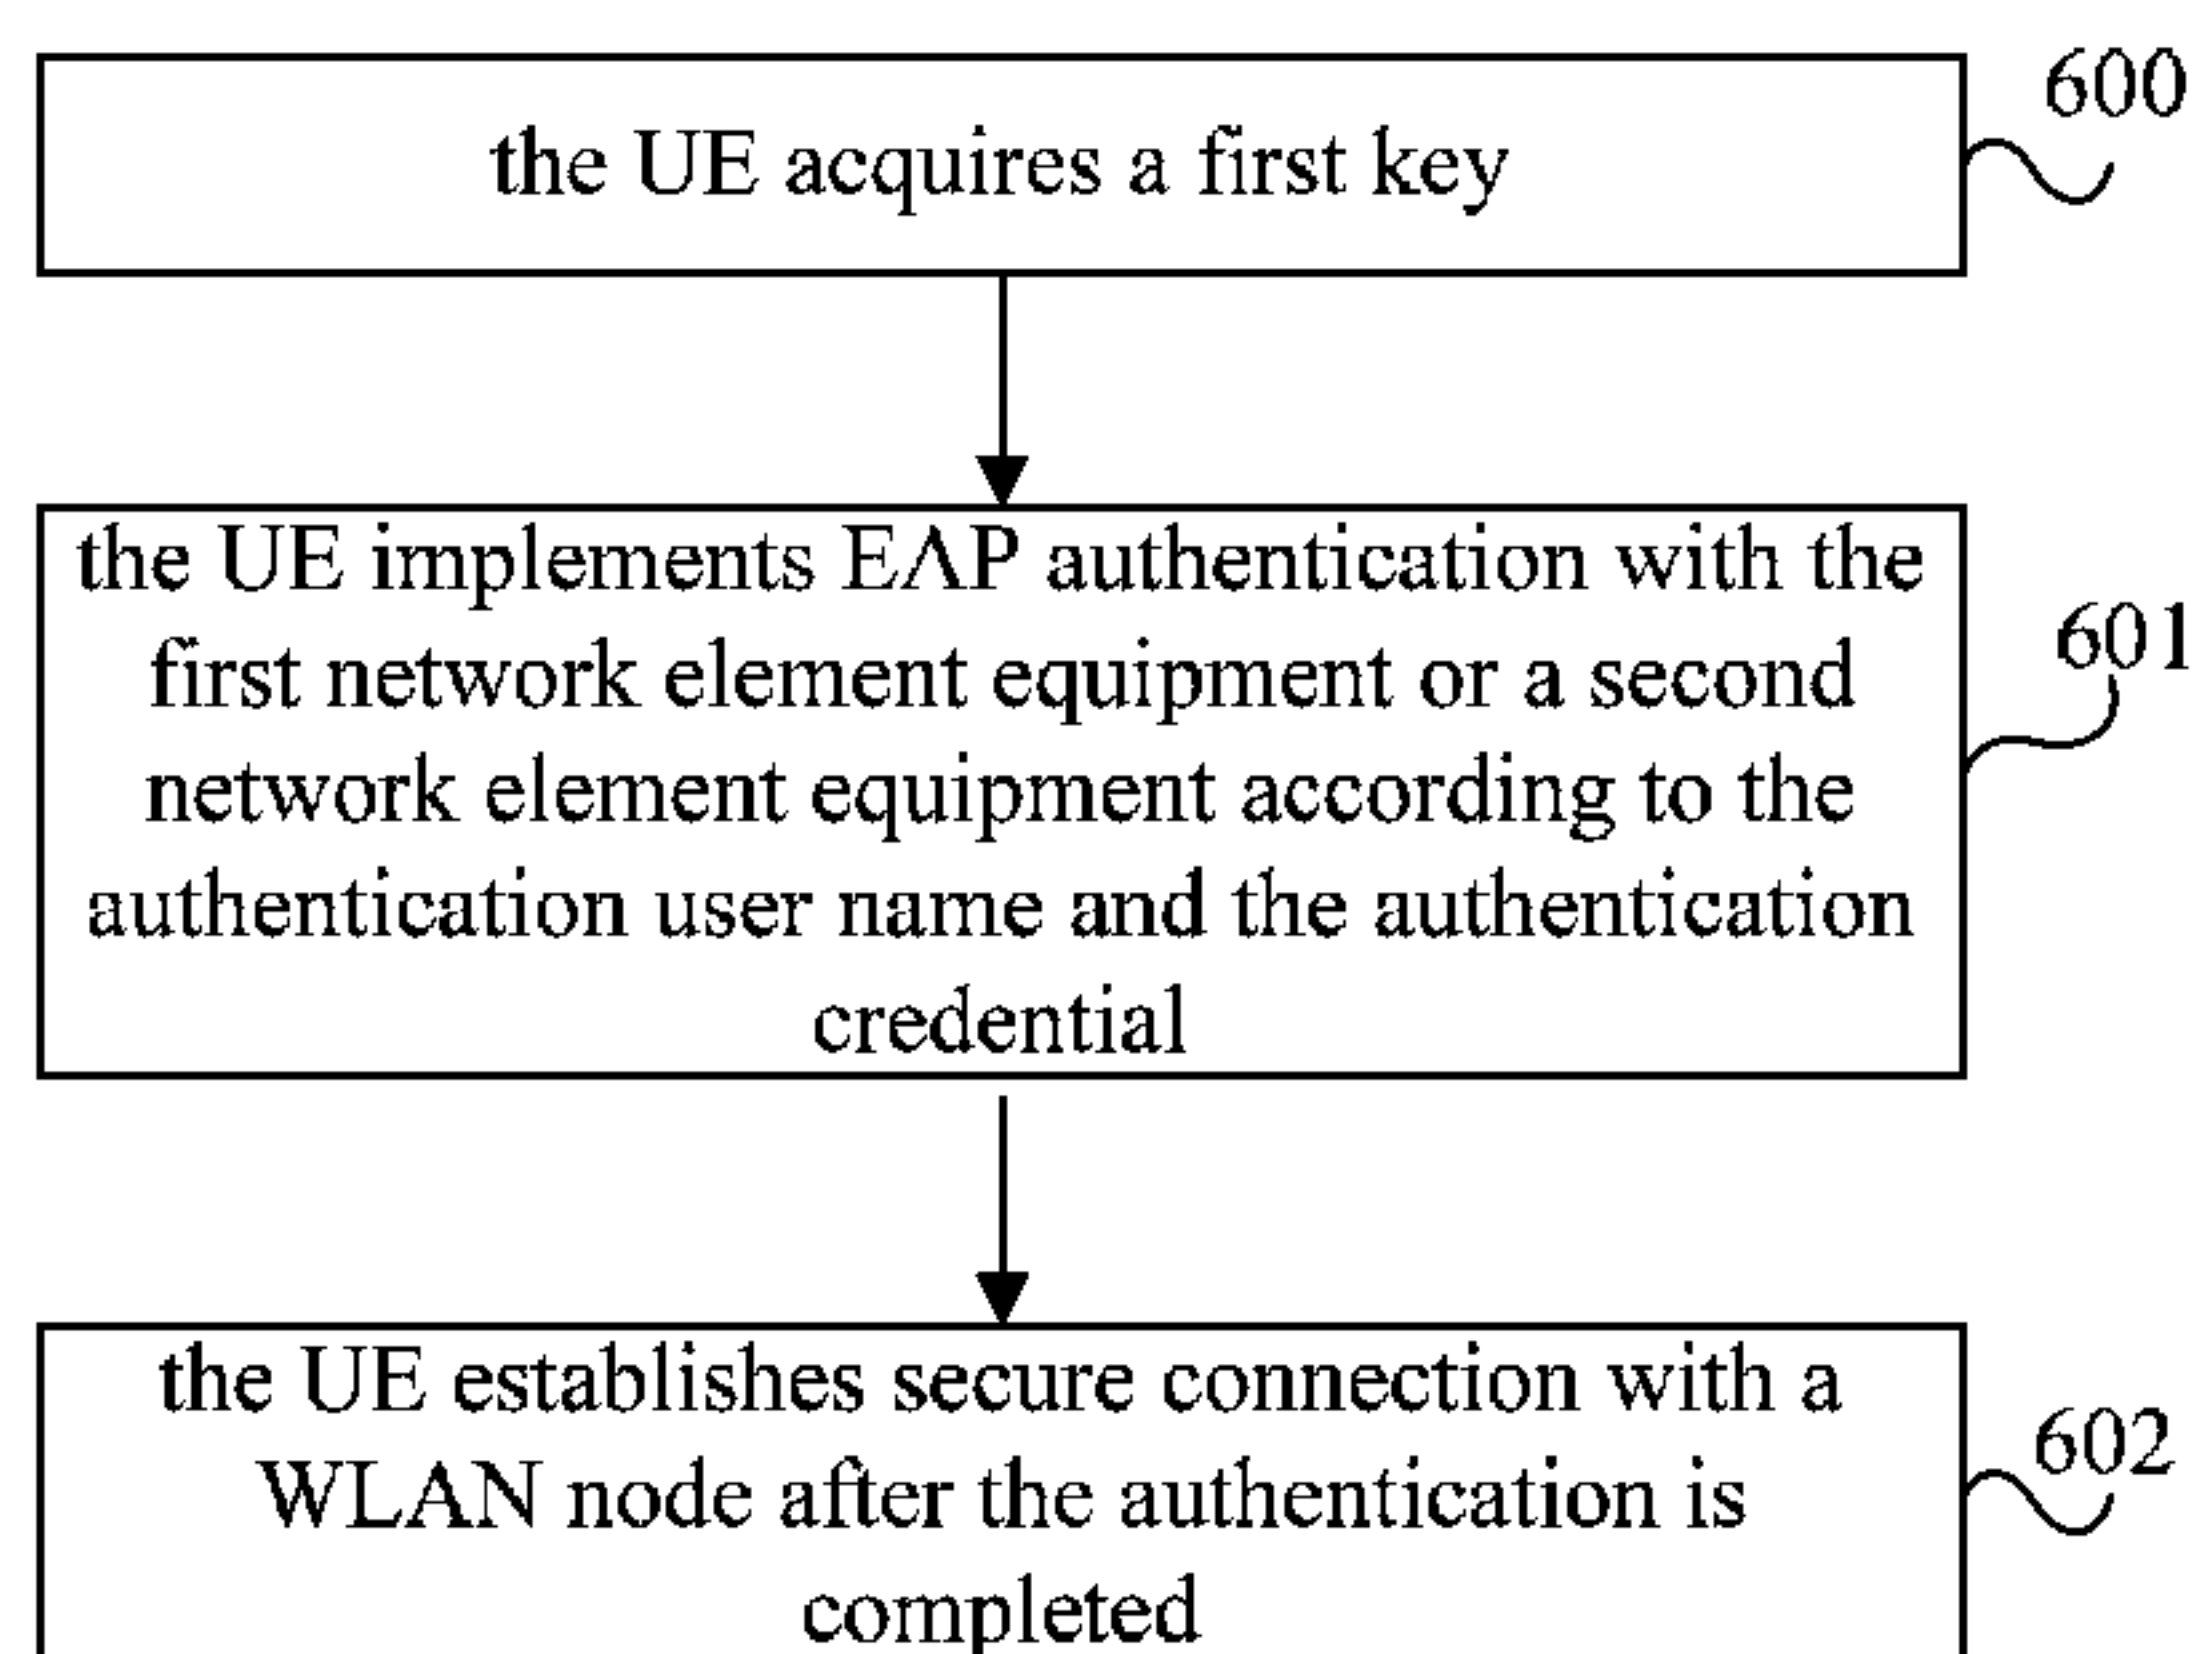 600
the UE acquires a first key
the UE implements EAP authentication with the
first network element equipment or a second
network element equipment according to the
authentication user name and the authentication
credential
601
the UE establishes secure connection with a
WLAN node after the authentication is
completed
602